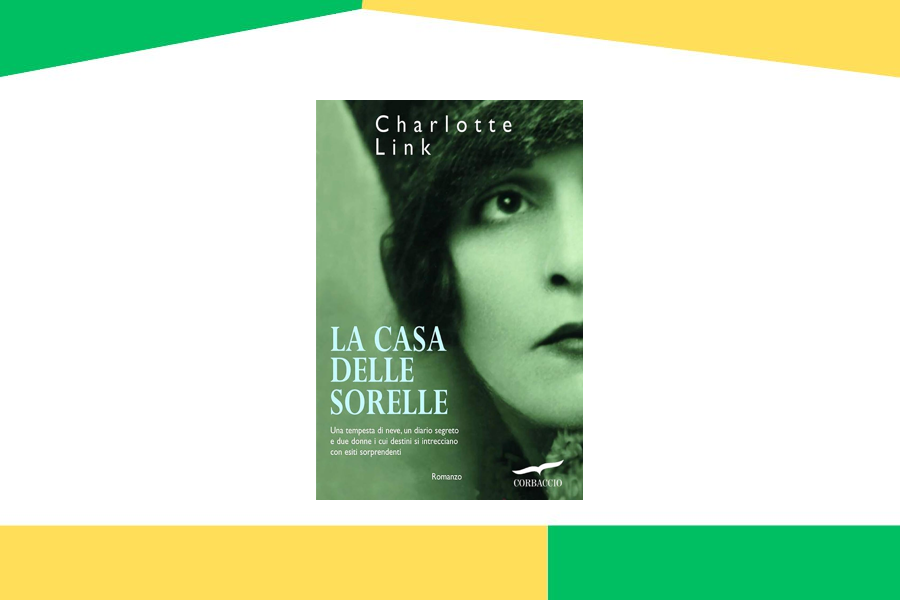 Charlotte
Link
LA CASA
DELLE
SORELLE
Una tempesta di neve, un diario segreto
e due donne i cui destini si intrecciano
con esiti sorprendenti
Romanzo
CORBACCIO